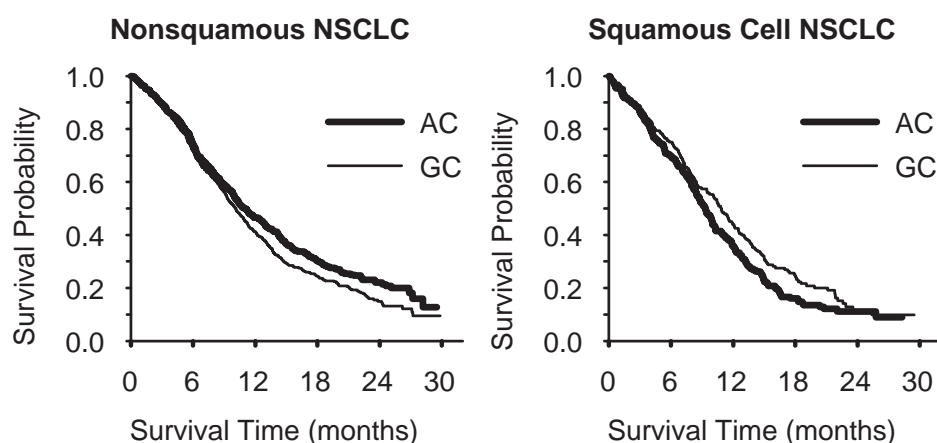 Nonsquamous NSCLC
Survival Probability
1.0
0.8
0.6
0.4
0.2
0.0
AC
GC
0 6 12 18 24 30
Survival Time (months)
Squamous Cell NSCLC
Survival Probability
1.0
0.8
0.6
0.4
0.2
0.0
AC
GC
0 6 12 18 24 30
Survival Time (months)